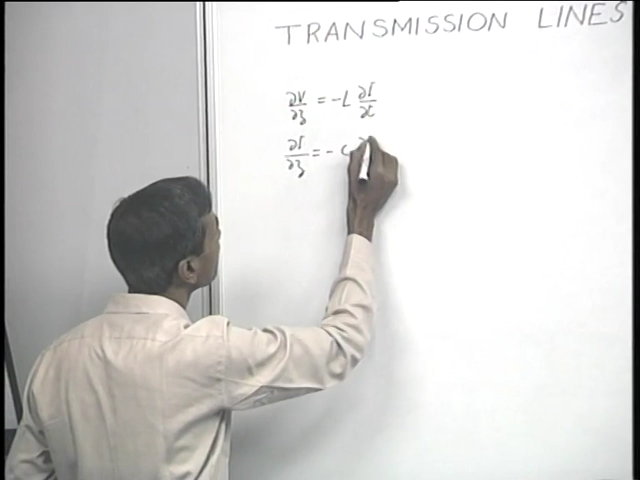 TRANSMISSION LINES
∂V/∂z = -L ∂I/∂t
∂I/∂z = - C ∂